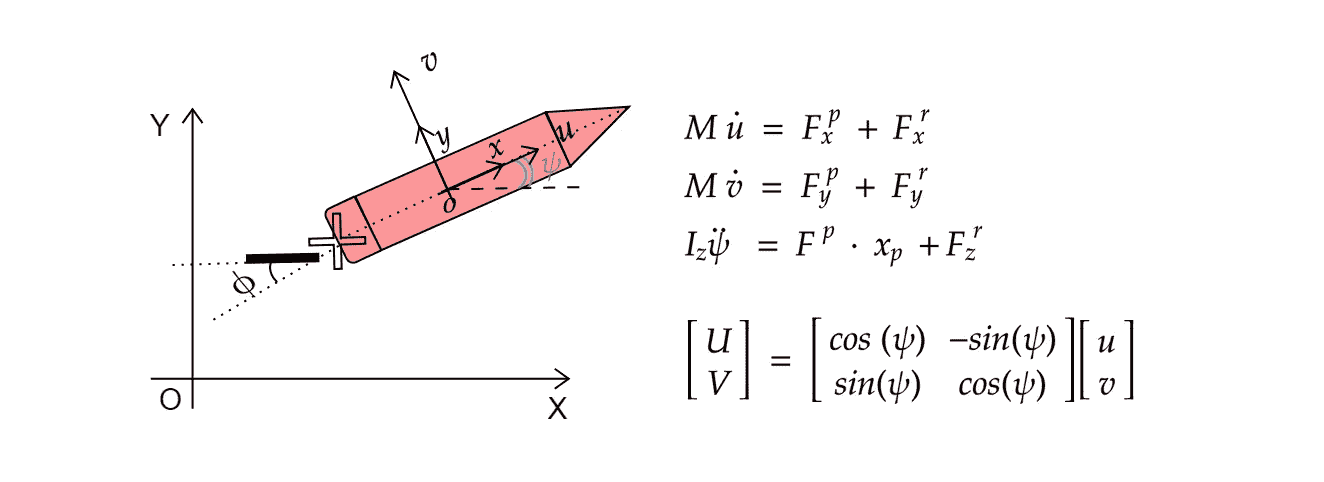 v
Y
y
x
u
ψ
o
ϕ
O
X
M u̇ = F_x^p + F_x^r
M v̇ = F_y^p + F_y^r
I_z ψ̈ = F^p · x_p + F_z^r
[U V] = [cos (ψ) −sin(ψ) sin(ψ) cos(ψ)] [u v]